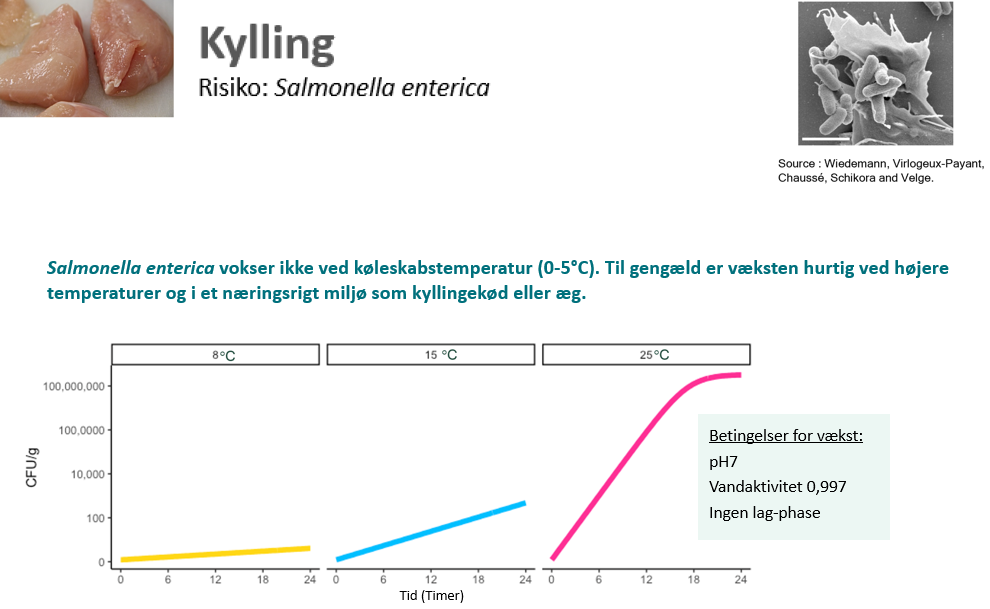 Kylling
Risiko: Salmonella enterica
Source : Wiedemann, Virlogeux-Payant,
Chaussé, Schikora and Velge.
Salmonella enterica vokser ikke ved køleskabstemperatur (0-5°C). Til gengæld er væksten hurtig ved højere
temperaturer og i et næringsrigt miljø som kyllingekød eller æg.
8°C
15 °C
25°C
CFU/g
100,000,000
100,0000
10,000
100
0
0 6 12 18 24
0 6 12 18 24
0 6 12 18 24
Tid (Timer)
Betingelser for vækst:
pH7
Vandaktivitet 0,997
Ingen lag-phase